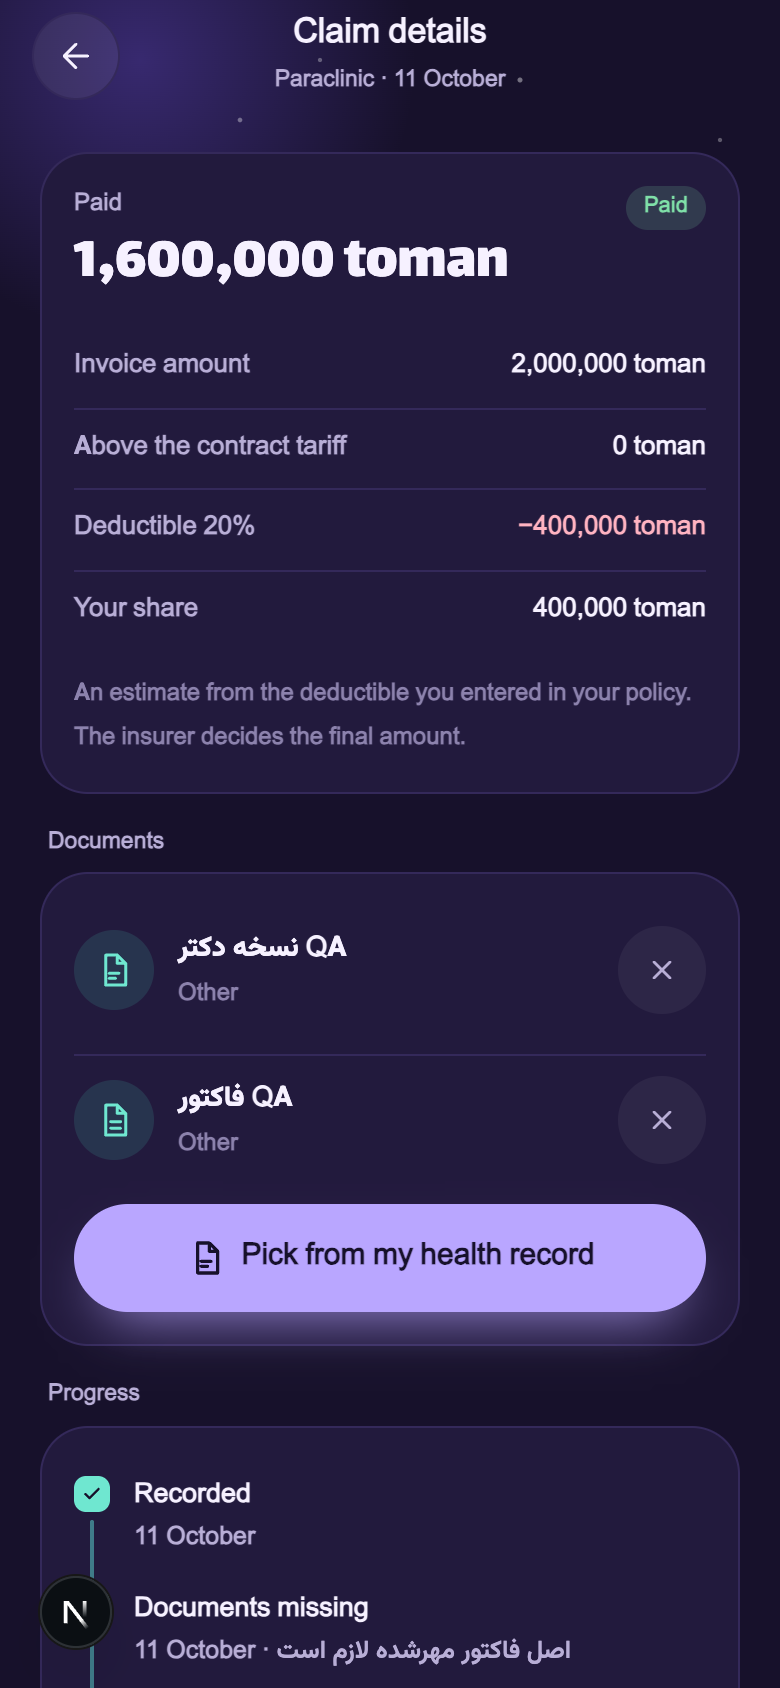 Claim details
Paraclinic · 11 October
Paid
Paid
1,600,000 toman
Invoice amount
2,000,000 toman
Above the contract tariff
0 toman
Deductible 20%
−400,000 toman
Your share
400,000 toman
An estimate from the deductible you entered in your policy.
The insurer decides the final amount.
Documents
نسخه دکتر QA
Other
فاکتور QA
Other
Pick from my health record
Progress
Recorded
11 October
N
Documents missing
11 October · اصل فاکتور مهرشده لازم است